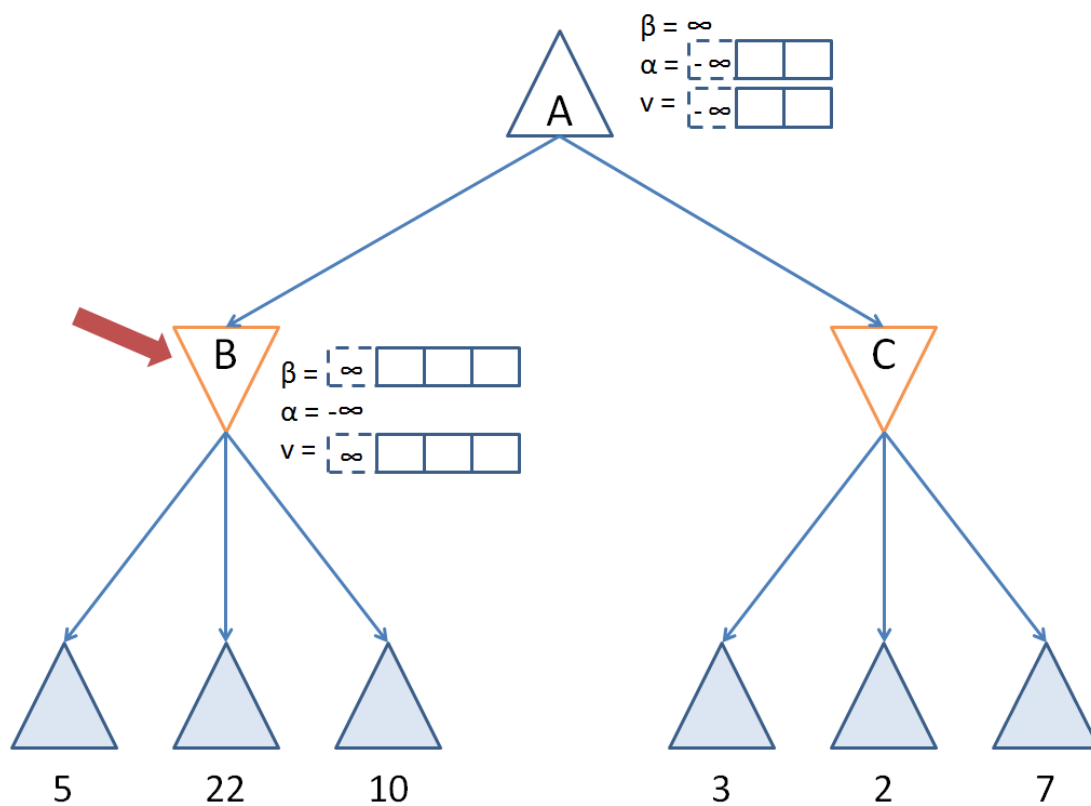 β = ∞
α = - ∞
v = - ∞
A
B
C
β = ∞
α = -∞
v = ∞
5 22 10 3 2 7